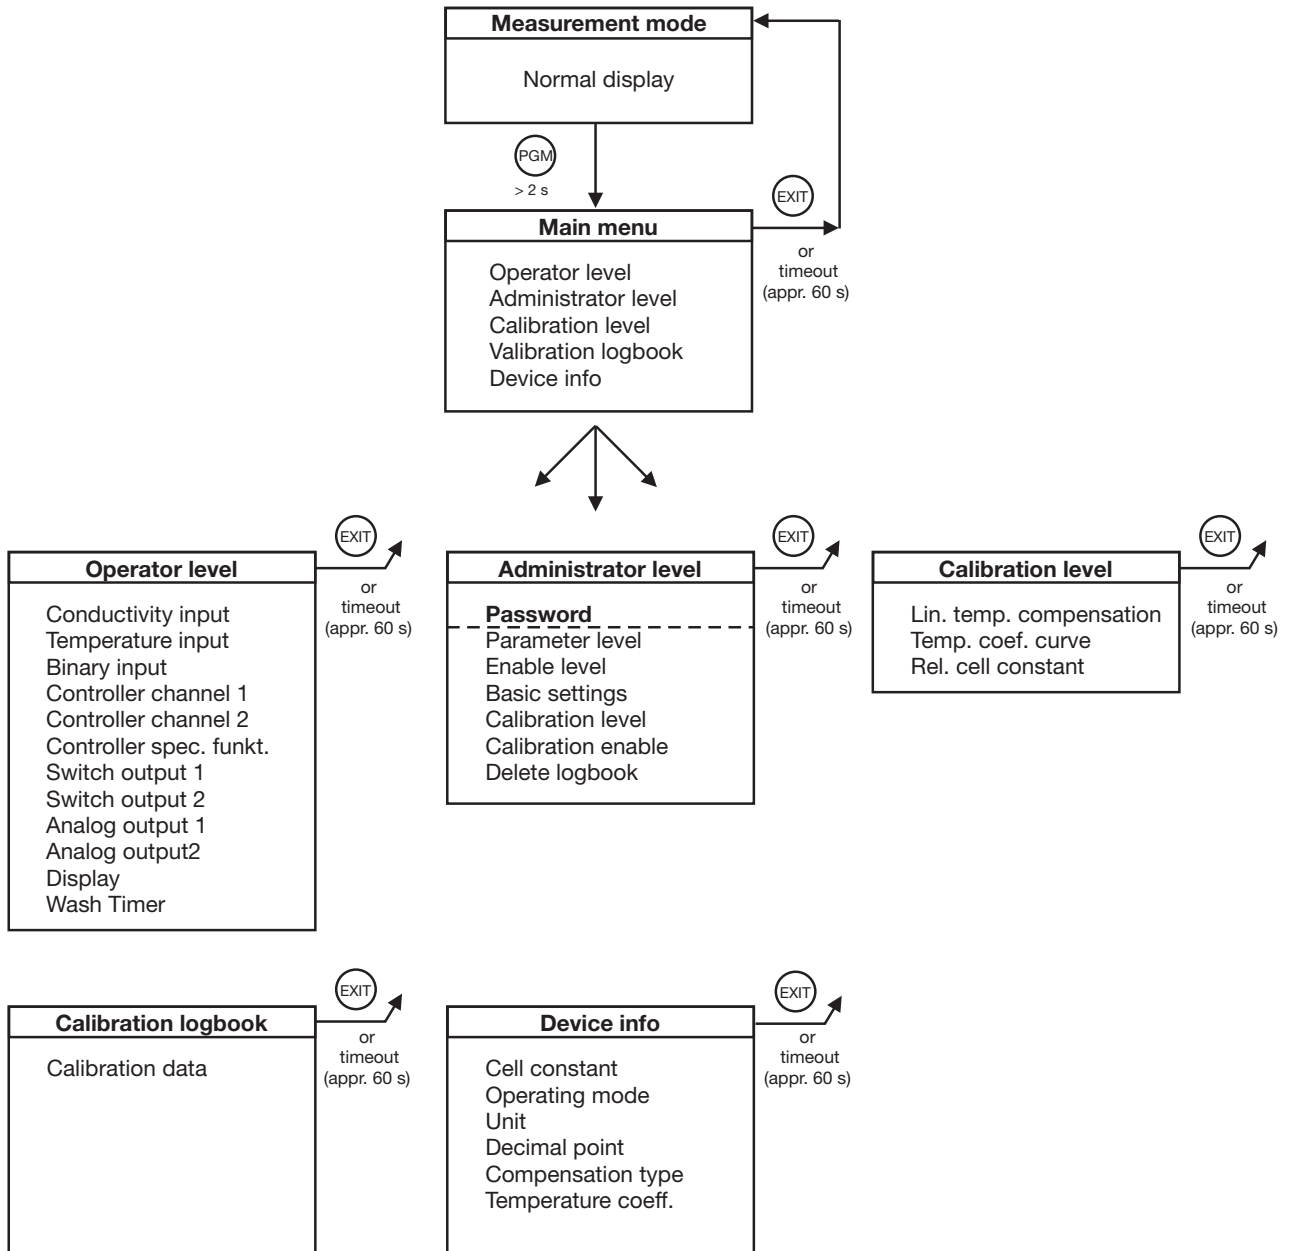 Measurement mode
Normal display
PGM
> 2 s
EXIT
or
timeout
(appr. 60 s)
Main menu
Operator level
Administrator level
Calibration level
Valibration logbook
Device info
EXIT
or
timeout
(appr. 60 s)
Operator level
Conductivity input
Temperature input
Binary input
Controller channel 1
Controller channel 2
Controller spec. funkt.
Switch output 1
Switch output 2
Analog output 1
Analog output2
Display
Wash Timer
EXIT
or
timeout
(appr. 60 s)
Administrator level
Password
Parameter level
Enable level
Basic settings
Calibration level
Calibration enable
Delete logbook
EXIT
or
timeout
(appr. 60 s)
Calibration level
Lin. temp. compensation
Temp. coef. curve
Rel. cell constant
EXIT
or
timeout
(appr. 60 s)
Calibration logbook
Calibration data
EXIT
or
timeout
(appr. 60 s)
Device info
Cell constant
Operating mode
Unit
Decimal point
Compensation type
Temperature coeff.